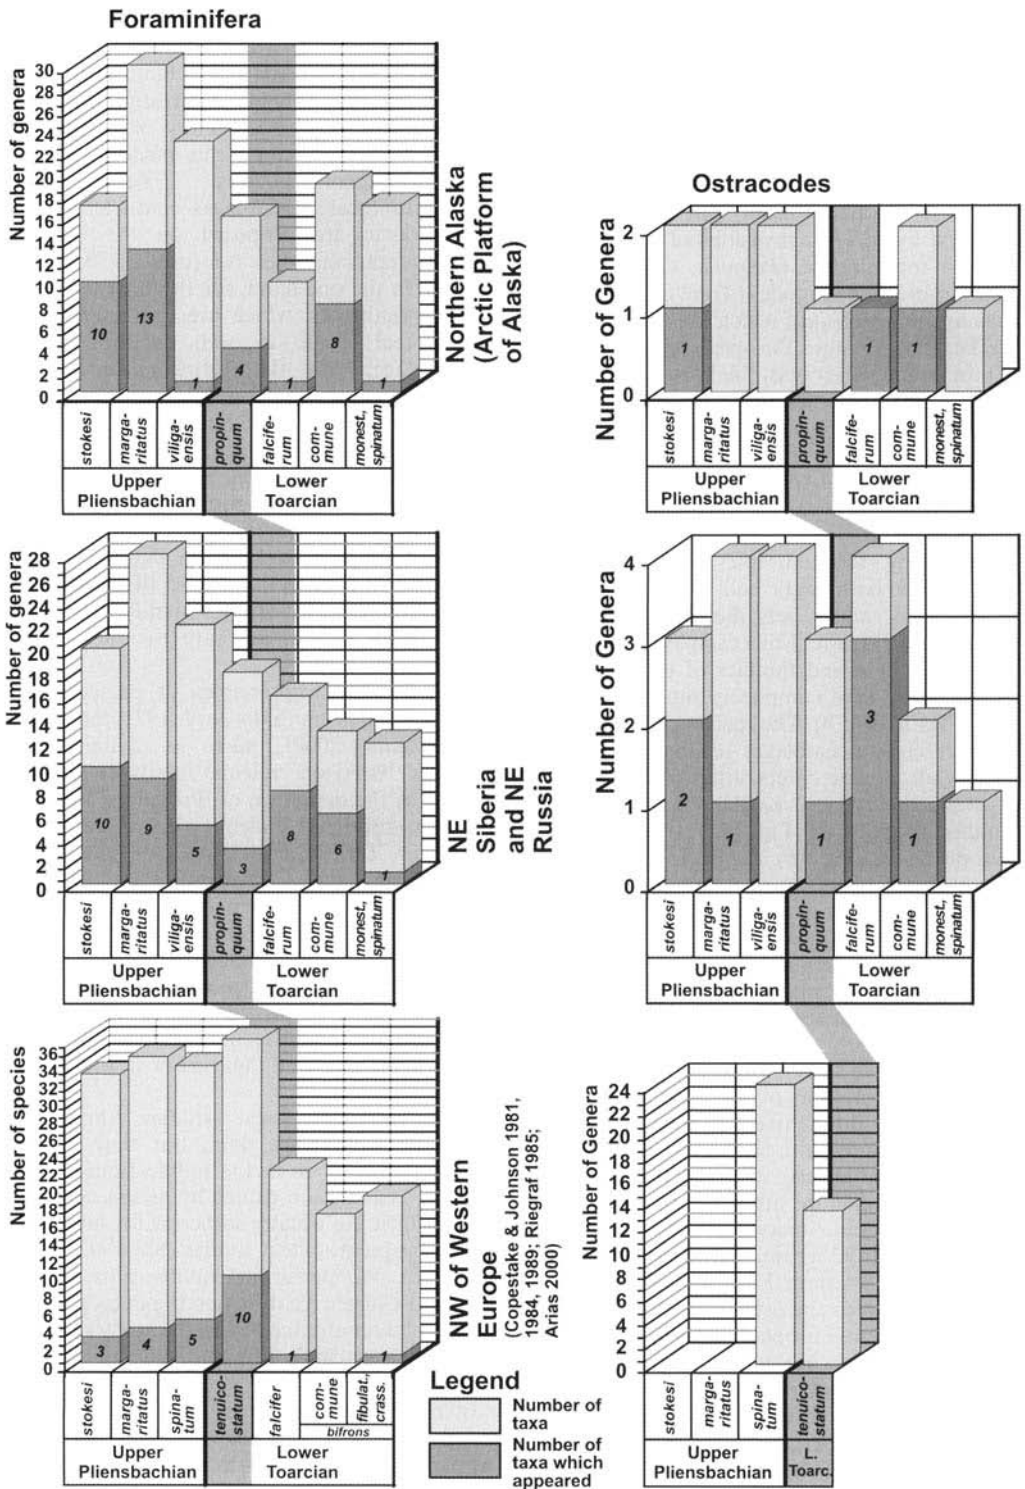 Foraminifera
Number of genera
30
28
26
24
22
20
18
16
14
12
10
8
6
4
2
0
10
13
1
4
1
8
1
stokesi
marga-
ritatus
viliga-
ensis
propin-
quum
falcife-
rum
com-
mune
monest.,
spinatum
Upper
Pliensbachian
Lower
Toarcian
Northern Alaska
(Arctic Platform
of Alaska)
Ostracodes
Number of Genera
2
1
0
1
1
1
stokesi
marga-
ritatus
viliga-
ensis
propin-
quum
falcife-
rum
com-
mune
monest.,
spinatum
Upper
Pliensbachian
Lower
Toarcian
Number of genera
28
26
24
22
20
18
16
14
12
10
8
6
4
2
0
10
9
5
3
8
6
1
stokesi
marga-
ritatus
viliga-
ensis
propin-
quum
falcife-
rum
com-
mune
monest.,
spinatum
Upper
Pliensbachian
Lower
Toarcian
NE
Siberia
and NE
Russia
Number of Genera
4
3
2
1
0
2
1
1
3
1
stokesi
marga-
ritatus
viliga-
ensis
propin-
quum
falcife-
rum
com-
mune
monest.,
spinatum
Upper
Pliensbachian
Lower
Toarcian
Number of species
36
34
32
30
28
26
24
22
20
18
16
14
12
10
8
6
4
2
0
3
4
5
10
1
1
stokesi
marga-
ritatus
spina-
tum
tenuico-
statum
falcifer
com-
mune
fibulat.,
crass.
bifrons
Upper
Pliensbachian
Lower
Toarcian
NW of Western
Europe
(Copestake & Johnson 1981,
1984, 1989; Riegraf 1985;
Arias 2000)
Legend
Number of
taxa
Number of
taxa which
appeared
Number of Genera
24
22
20
18
16
14
12
10
8
6
4
2
0
stokesi
marga-
ritatus
spina-
tum
tenuico-
statum
Upper
Pliensbachian
L.
Toarc.